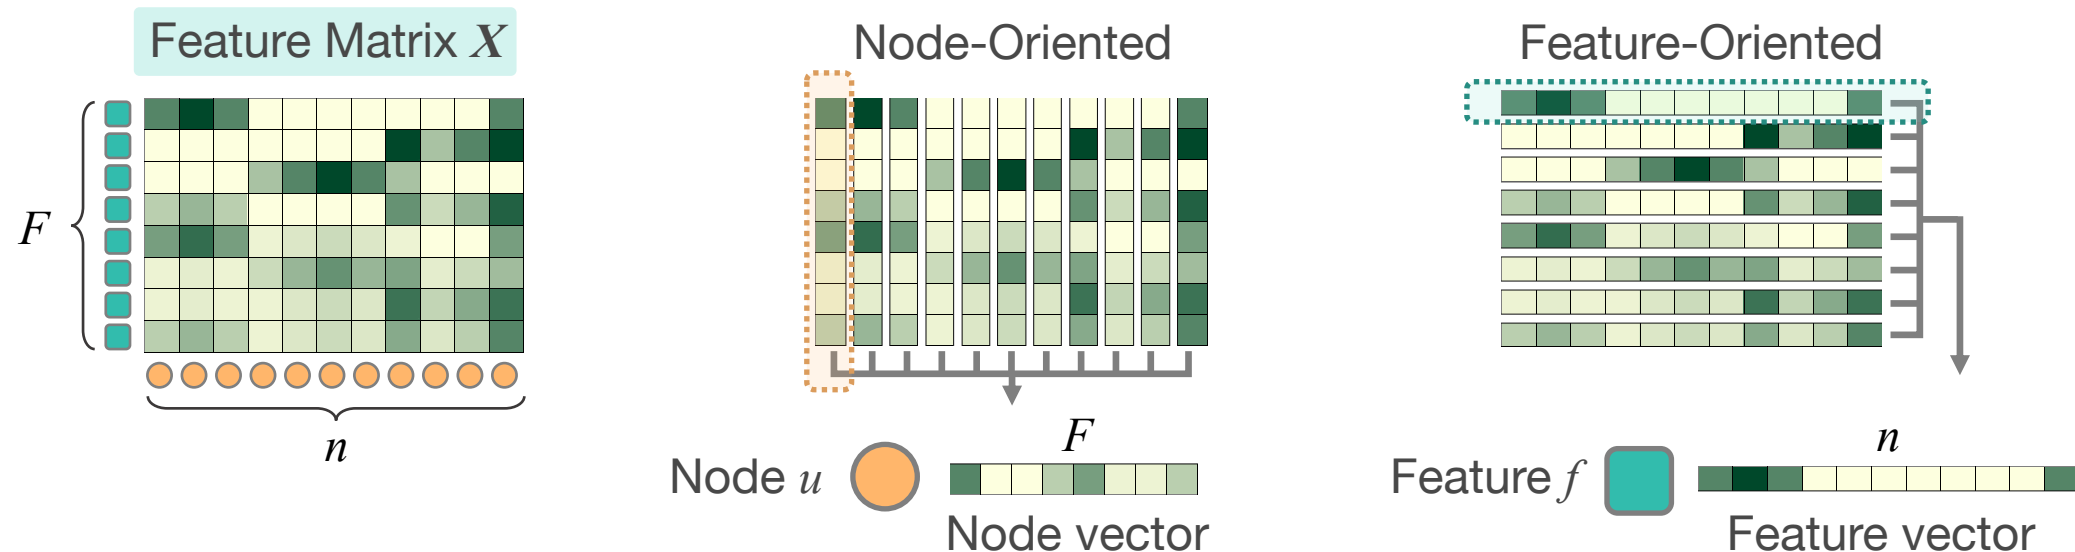 Feature Matrix X
F
n
Node-Oriented
F
Node u
Node vector
Feature-Oriented
n
Feature f
Feature vector